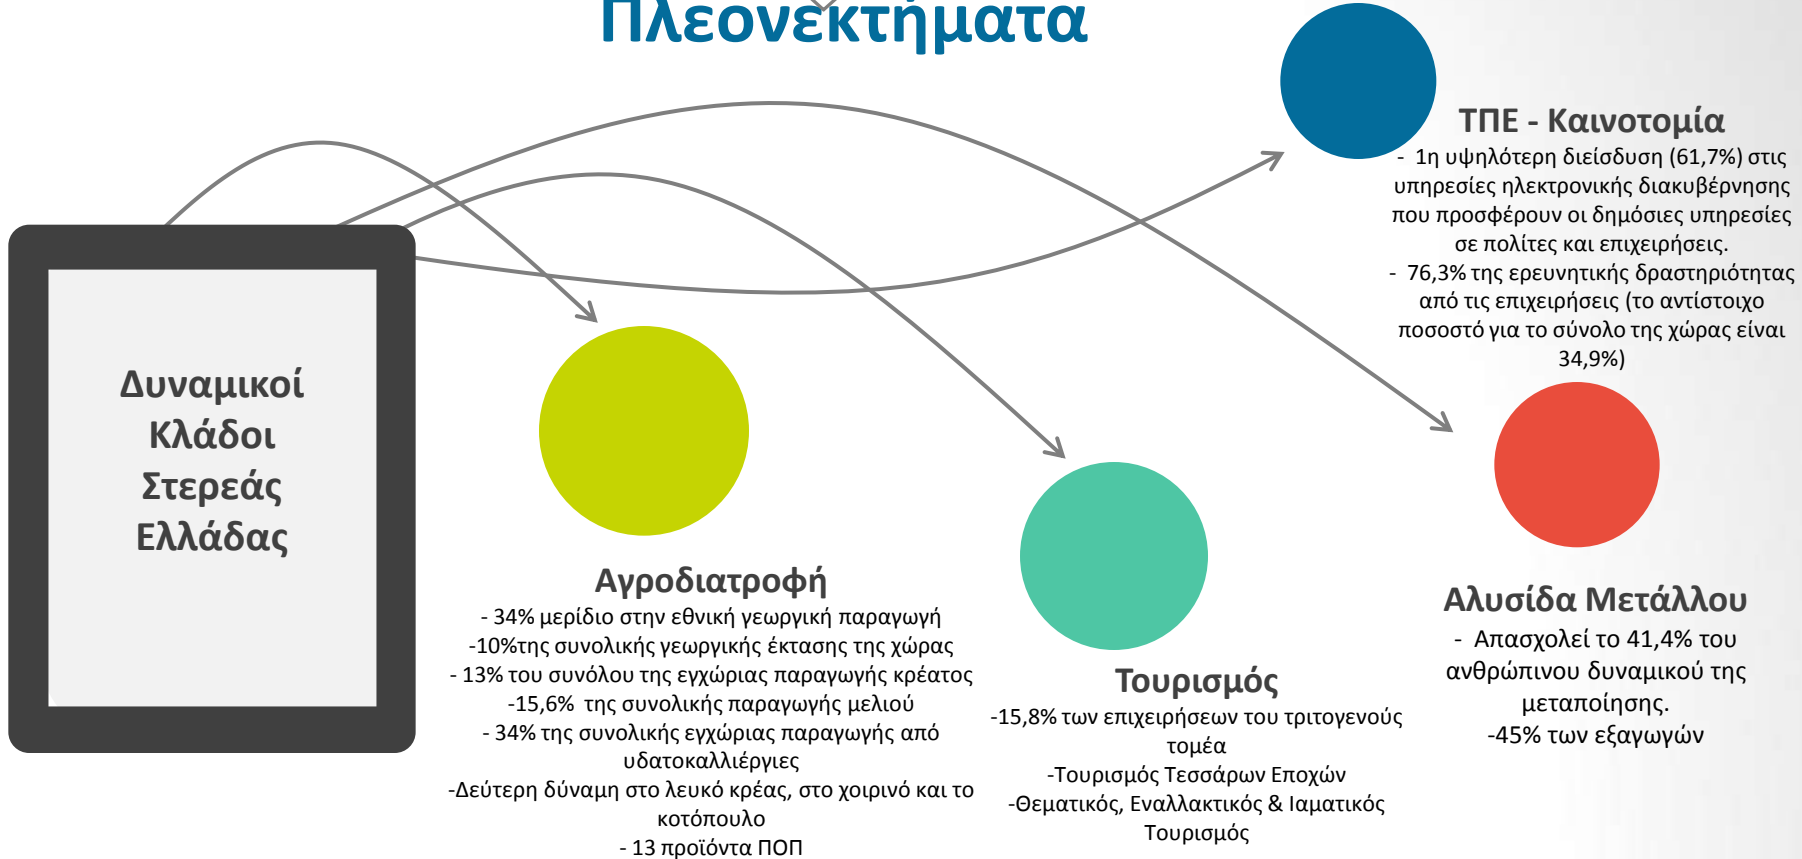 Πλεονεκτήματα
Δυναμικοί
Κλάδοι
Στερεάς
Ελλάδας
Αγροδιατροφή
- 34% μερίδιο στην εθνική γεωργική παραγωγή
-10%της συνολικής γεωργικής έκτασης της χώρας
- 13% του συνόλου της εγχώριας παραγωγής κρέατος
-15,6% της συνολικής παραγωγής μελιού
- 34% της συνολικής εγχώριας παραγωγής από
υδατοκαλλιέργιες
-Δεύτερη δύναμη στο λευκό κρέας, στο χοιρινό και το
κοτόπουλο
- 13 προϊόντα ΠΟΠ
Τουρισμός
-15,8% των επιχειρήσεων του τριτογενούς
τομέα
-Τουρισμός Τεσσάρων Εποχών
-Θεματικός, Εναλλακτικός & Ιαματικός
Τουρισμός
ΤΠΕ - Καινοτομία
- 1η υψηλότερη διείσδυση (61,7%) στις
υπηρεσίες ηλεκτρονικής διακυβέρνησης
που προσφέρουν οι δημόσιες υπηρεσίες
σε πολίτες και επιχειρήσεις.
- 76,3% της ερευνητικής δραστηριότητας
από τις επιχειρήσεις (το αντίστοιχο
ποσοστό για το σύνολο της χώρας είναι
34,9%)
Αλυσίδα Μετάλλου
- Απασχολεί το 41,4% του
ανθρώπινου δυναμικού της
μεταποίησης.
-45% των εξαγωγών